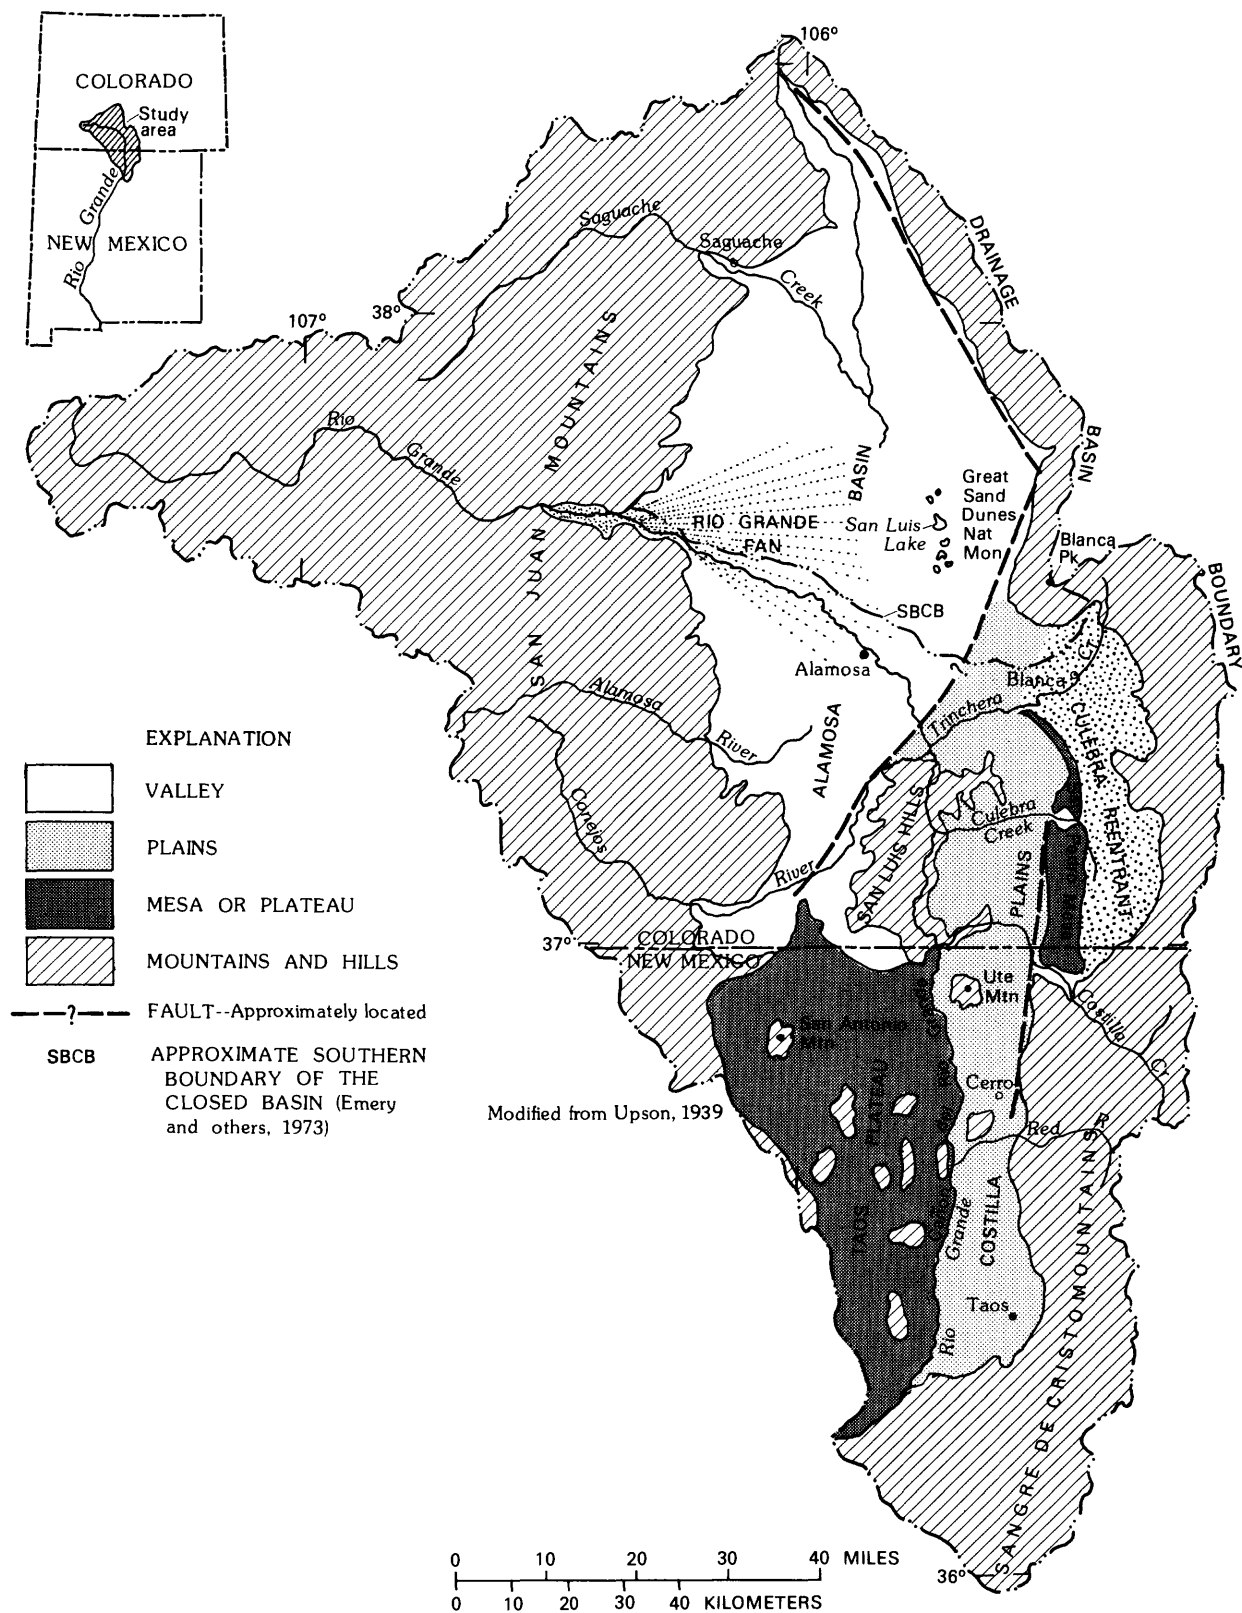 COLORADO
Study
area
Grande
NEW MEXICO
Rio
106°
107°
38°
DRAINAGE
BASIN
BOUNDARY
Saguache
Saguache
Creek
Rio
Grande
SAN JUAN MOUNTAINS
RIO GRANDE
FAN
BASIN
Great
Sand
Dunes
Nat
Mon
San Luis
Lake
Blanca
Pk
SBCB
Alamosa
?
Blanca
Trinchera
Cr
CULEBRA
REENTRANT
Alamosa
River
ALAMOSA
Conejos
River
SAN LUIS HILLS
Culebra
Creek
PLAINS
37°
COLORADO
NEW MEXICO
Ute
Mtn
San Antonio
Mtn
Costilla
Cr
Cerro
Red
R
TAOS PLATEAU
COSTILLA
Rio
Grande
Taos
SANGRE DE CRISTO MOUNTAINS
36°
EXPLANATION
VALLEY
PLAINS
MESA OR PLATEAU
MOUNTAINS AND HILLS
?
FAULT--Approximately located
SBCB
APPROXIMATE SOUTHERN
BOUNDARY OF THE
CLOSED BASIN (Emery
and others, 1973)
Modified from Upson, 1939
0 10 20 30 40 MILES
0 10 20 30 40 KILOMETERS